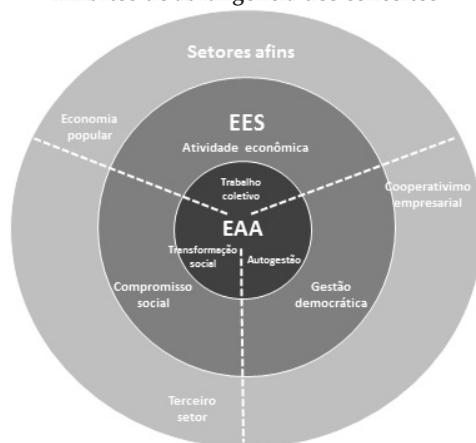 Setores afins
Economia
popular
EES
Atividade econômica
Trabalho
coletivo
Cooperativimo
empresarial
EAA
Transformação
social
Autogestão
Compromisso
social
Gestão
democrática
Terceiro
setor